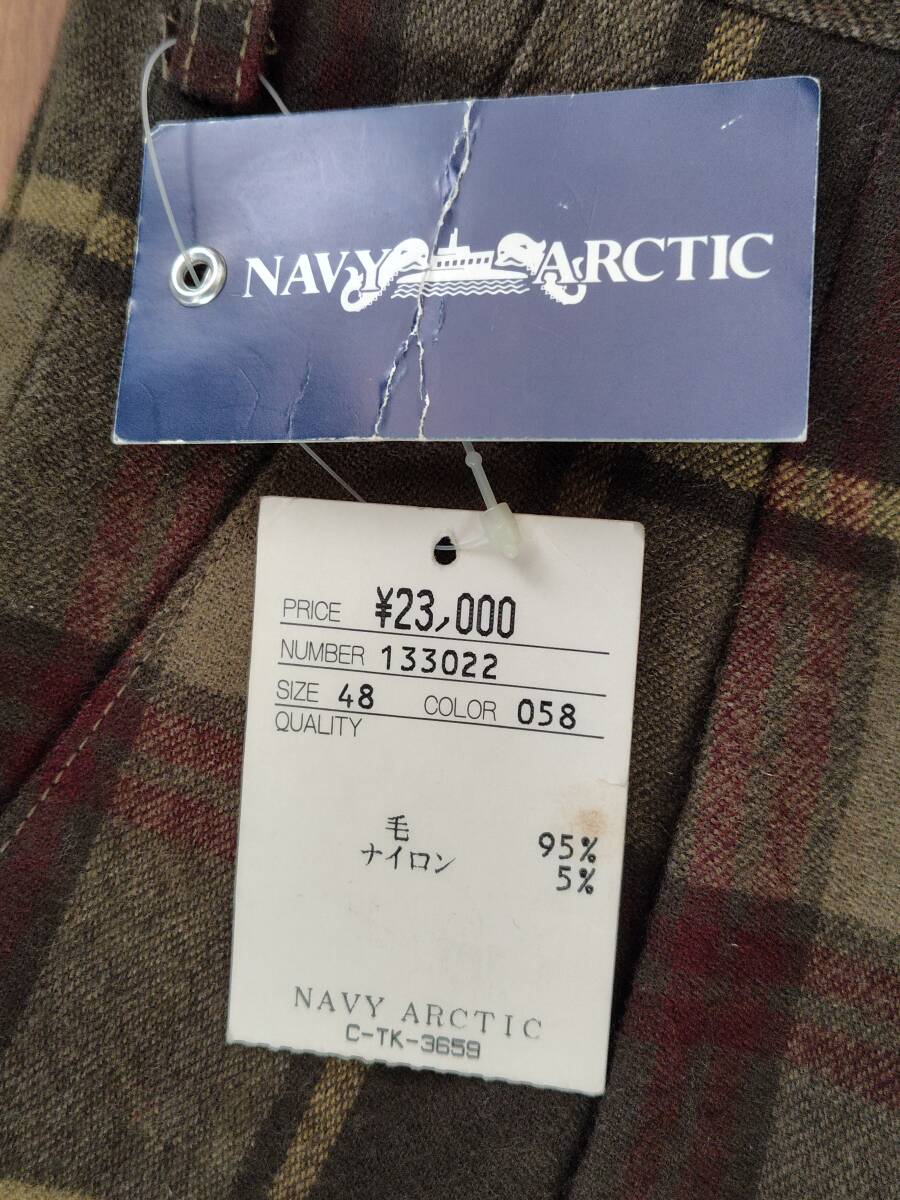 NAVY ARCTIC
PRICE ¥23,000
NUMBER 133022
SIZE 48 COLOR 058
QUALITY
毛 95%
ナイロン 5%
NAVY ARCTIC
C-TK-3659